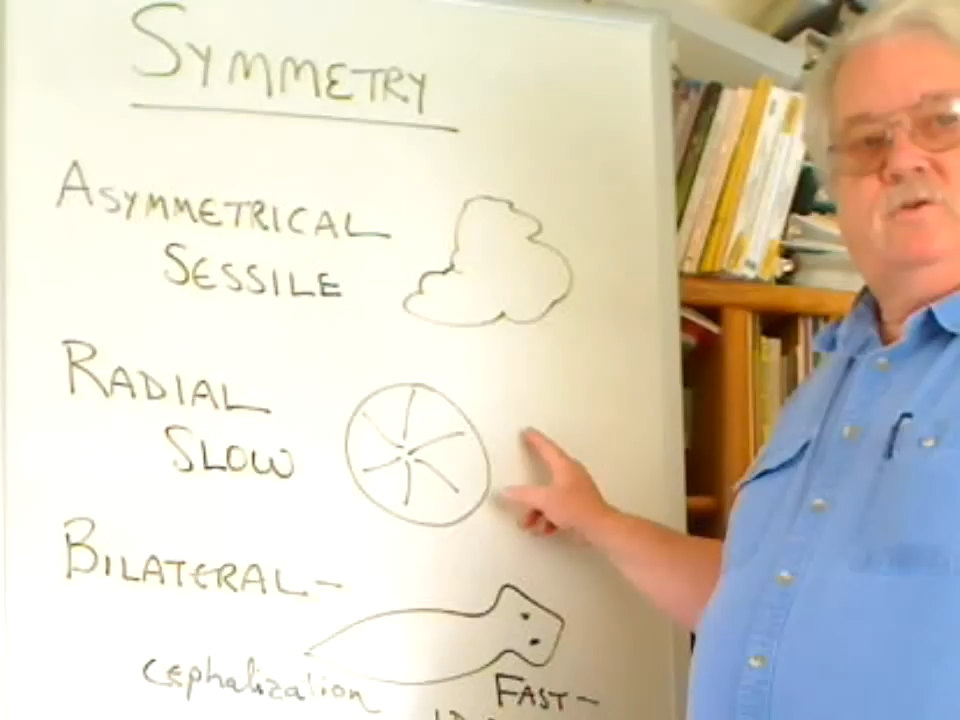 SYMMETRY
ASYMMETRICAL
SESSILE
RADIAL
SLOW
BILATERAL-
cephalization
FAST-